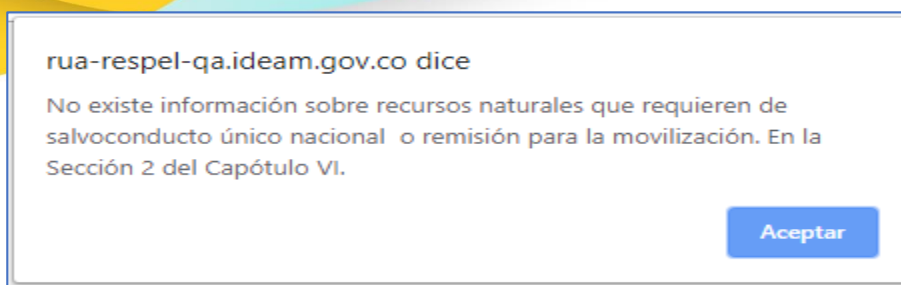 rua-respel-qa.ideam.gov.co dice
No existe información sobre recursos naturales que requieren de
salvoconducto único nacional  o remisión para la movilización. En la
Sección 2 del Capótulo VI.
Aceptar